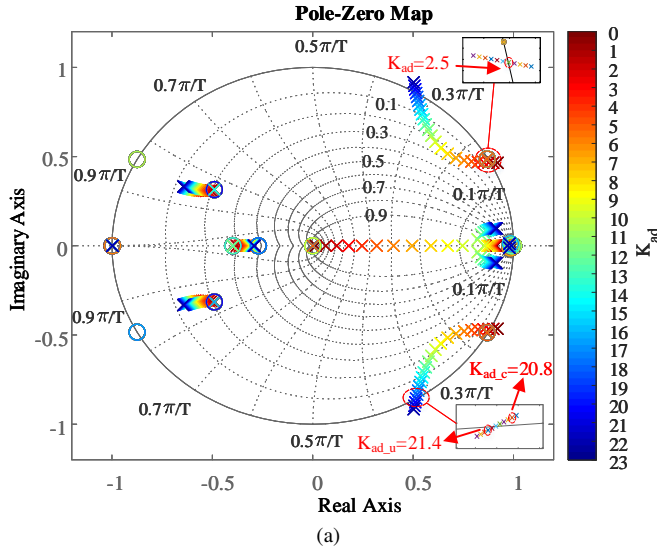 Pole-Zero Map
0.5π/T
K_ad=2.5
0.7π/T
0.3π/T
0.1
0.3
0.9π/T
0.5
0.7
0.1π/T
0.9
0.1π/T
0.9π/T
K_ad_c=20.8
0.7π/T
0.3π/T
0.5π/T
K_ad_u=21.4
1
0.5
0
-0.5
-1
Imaginary Axis
-1
-0.5
0
0.5
1
Real Axis
0
1
2
3
4
5
6
7
8
9
10
11
12
13
14
15
16
17
18
19
20
21
22
23
K_ad
(a)